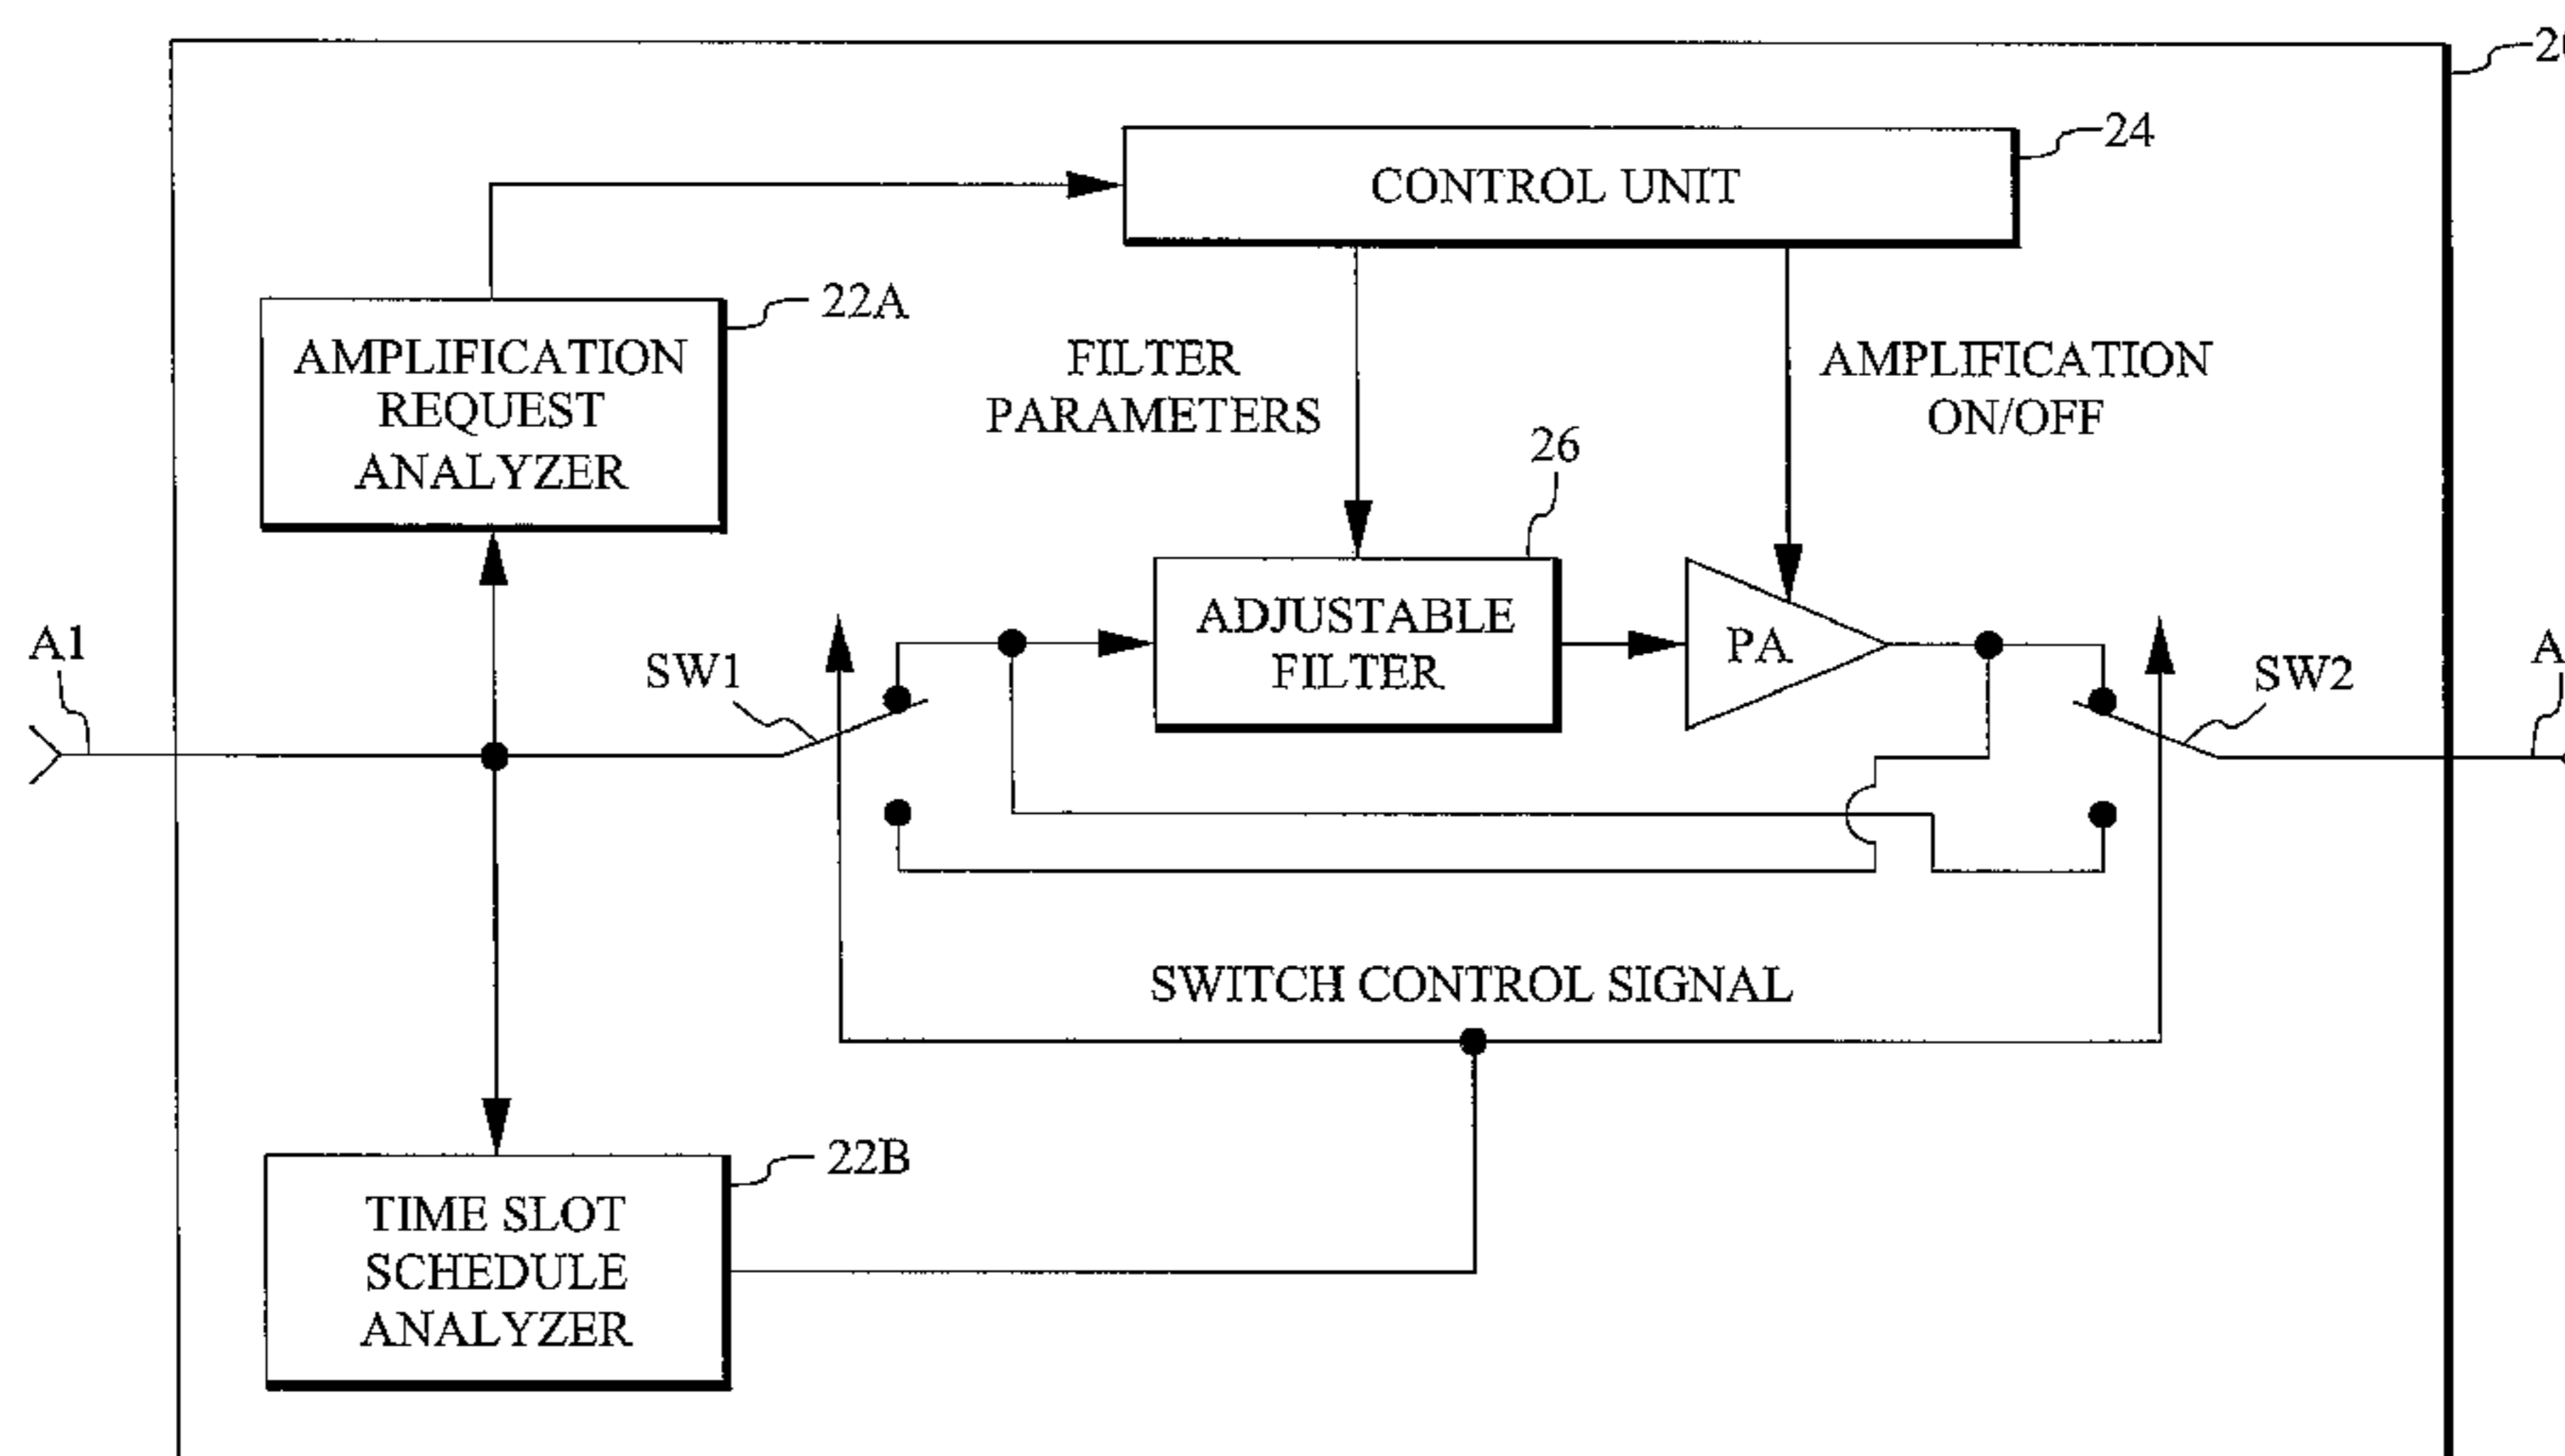 24
CONTROL UNIT
22A
AMPLIFICATION
REQUEST
ANALYZER
FILTER
PARAMETERS
AMPLIFICATION
ON/OFF
26
ADJUSTABLE
FILTER
PA
A1
SW1
SW2
SWITCH CONTROL SIGNAL
22B
TIME SLOT
SCHEDULE
ANALYZER